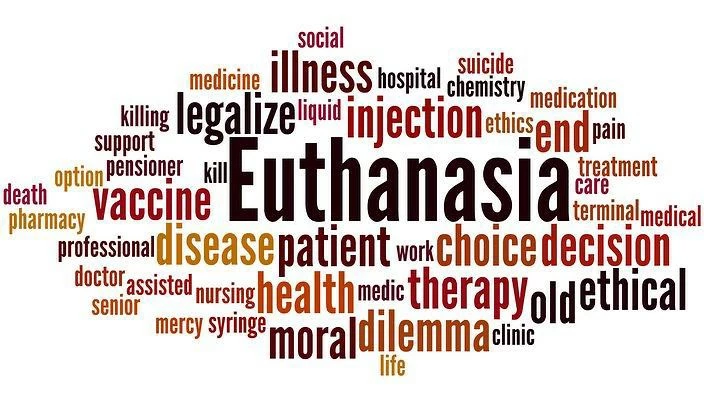 social
illness
hospital
suicide
chemistry
medicine
medication
killing
legalize
liquid
injection
ethics
end
pain
support
pensioner
kill
Euthanasia
treatment
care
option
death
pharmacy
vaccine
terminal
medical
professional
disease
patient
work
choice
decision
doctor
assisted
nursing
health
medic
therapy
old
ethical
senior
mercy
syringe
moral
dilemma
clinic
life